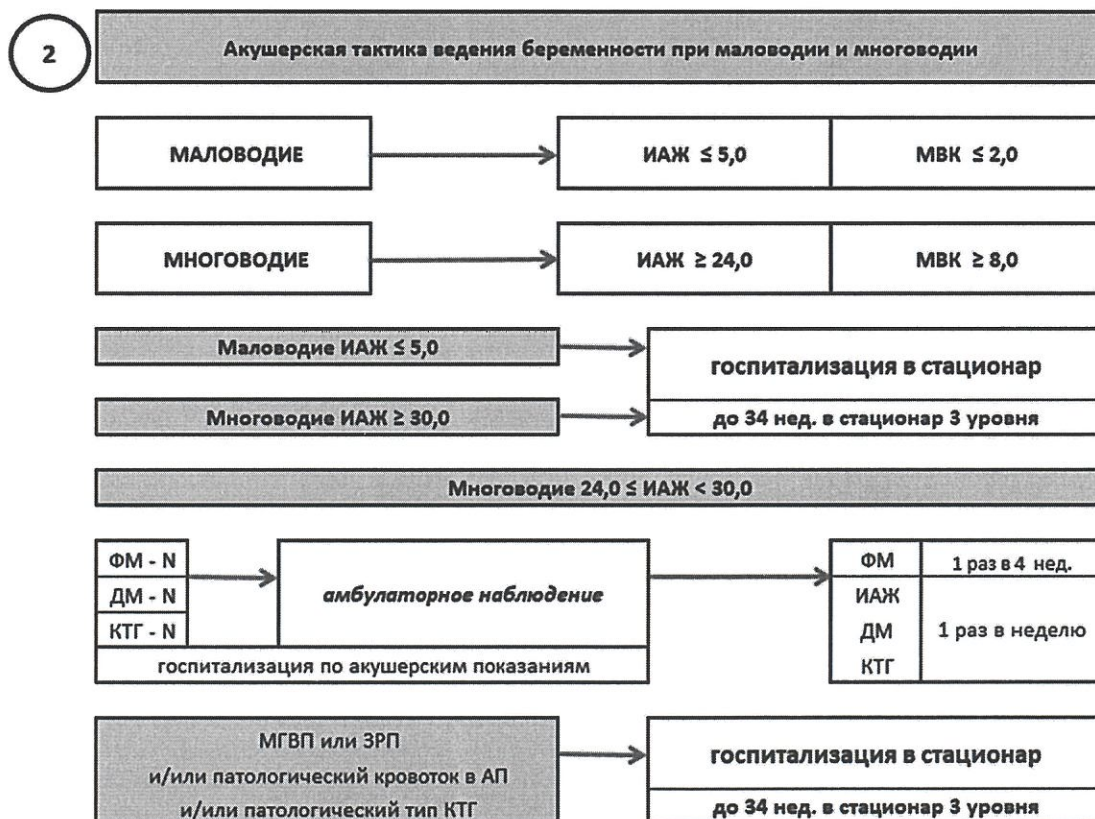 2
Акушерская тактика ведения беременности при маловодии и многоводии
МАЛОВОДИЕ
ИАЖ ≤ 5,0
МВК ≤ 2,0
МНОГОВОДИЕ
ИАЖ ≥ 24,0
МВК ≥ 8,0
Маловодие ИАЖ ≤ 5,0
госпитализация в стационар
Многоводие ИАЖ ≥ 30,0
до 34 нед. в стационар 3 уровня
Многоводие 24,0 ≤ ИАЖ < 30,0
ФМ - N
ДМ - N
КТГ - N
амбулаторное наблюдение
госпитализация по акушерским показаниям
ФМ
1 раз в 4 нед.
ИАЖ
ДМ
КТГ
1 раз в неделю
МГВП или ЗРП
и/или патологический кровоток в АП
и/или патологический тип КТГ
госпитализация в стационар
до 34 нед. в стационар 3 уровня